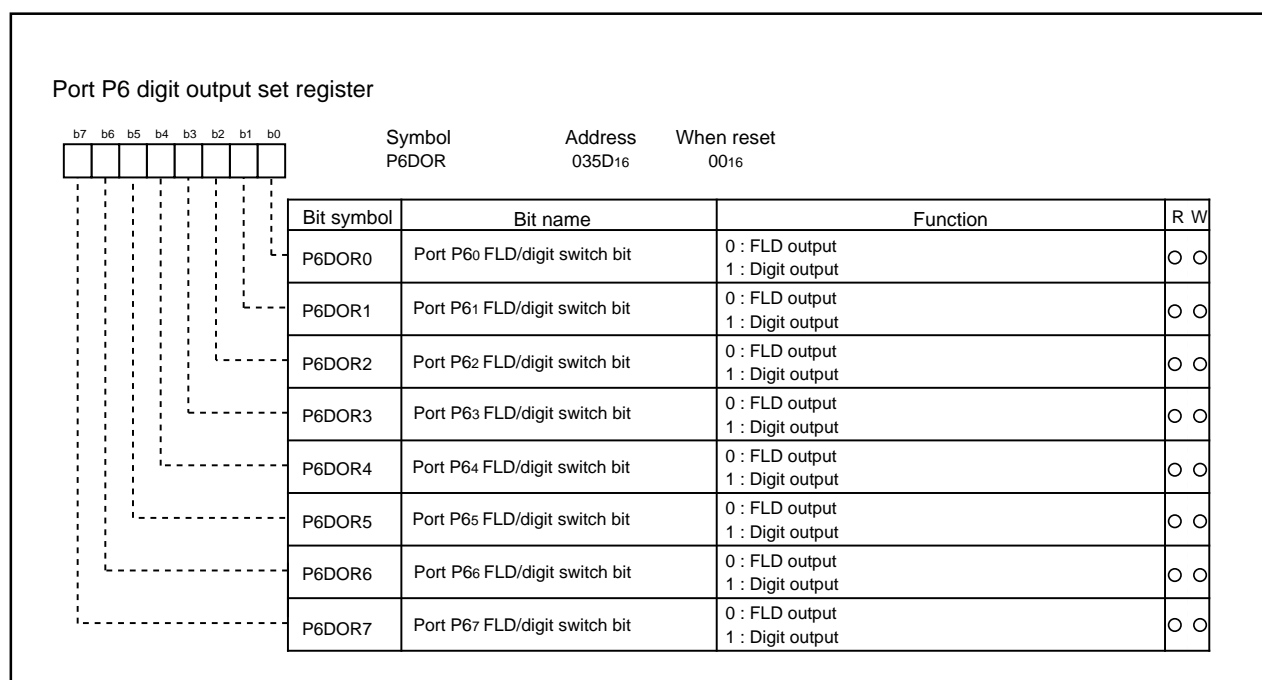 Port P6 digit output set register
b7 b6 b5 b4 b3 b2 b1 b0
Symbol Address When reset
P6DOR 035D16 0016
Bit symbol Bit name Function R W
P6DOR0 Port P60 FLD/digit switch bit 0 : FLD output
1 : Digit output
P6DOR1 Port P61 FLD/digit switch bit 0 : FLD output
1 : Digit output
P6DOR2 Port P62 FLD/digit switch bit 0 : FLD output
1 : Digit output
P6DOR3 Port P63 FLD/digit switch bit 0 : FLD output
1 : Digit output
P6DOR4 Port P64 FLD/digit switch bit 0 : FLD output
1 : Digit output
P6DOR5 Port P65 FLD/digit switch bit 0 : FLD output
1 : Digit output
P6DOR6 Port P66 FLD/digit switch bit 0 : FLD output
1 : Digit output
P6DOR7 Port P67 FLD/digit switch bit 0 : FLD output
1 : Digit output